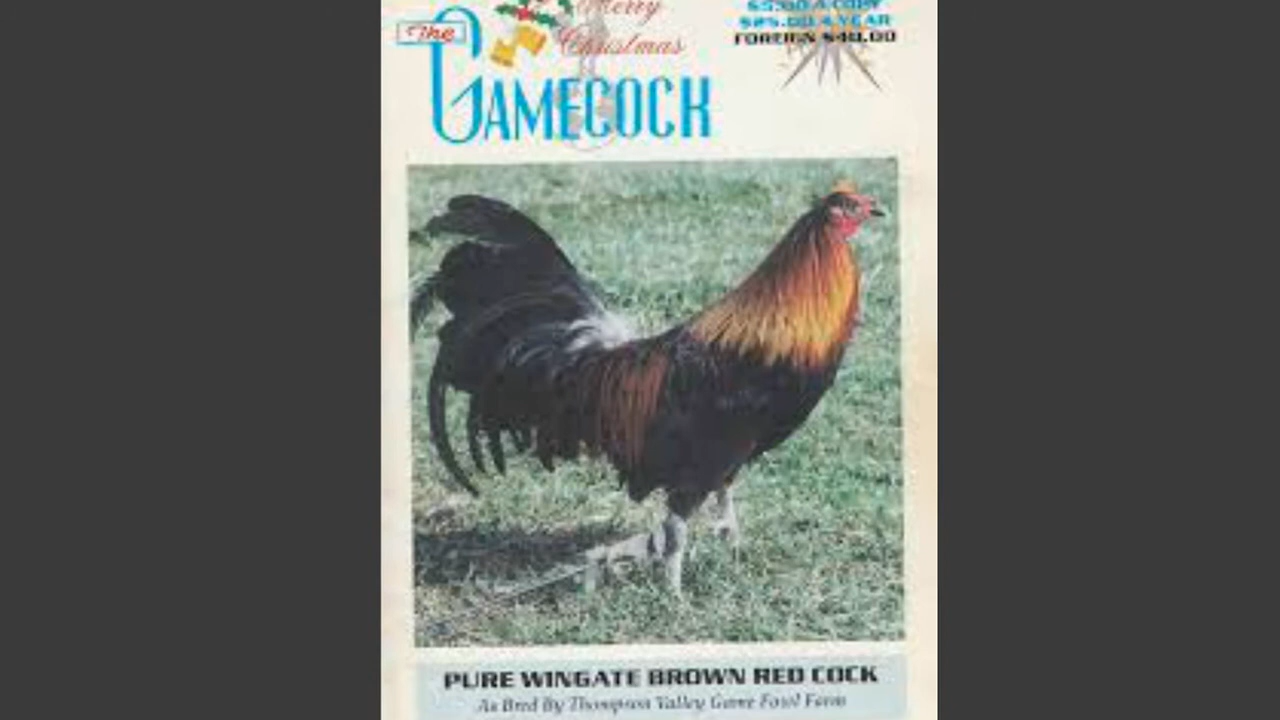 Merry
$5.00 A COPY
The
$25.00 A YEAR
Christmas
FOREIGN $40.00
GAMECOCK
PURE WINGATE BROWN RED COCK
As Bred By Thompson Valley Game Fowl Farm